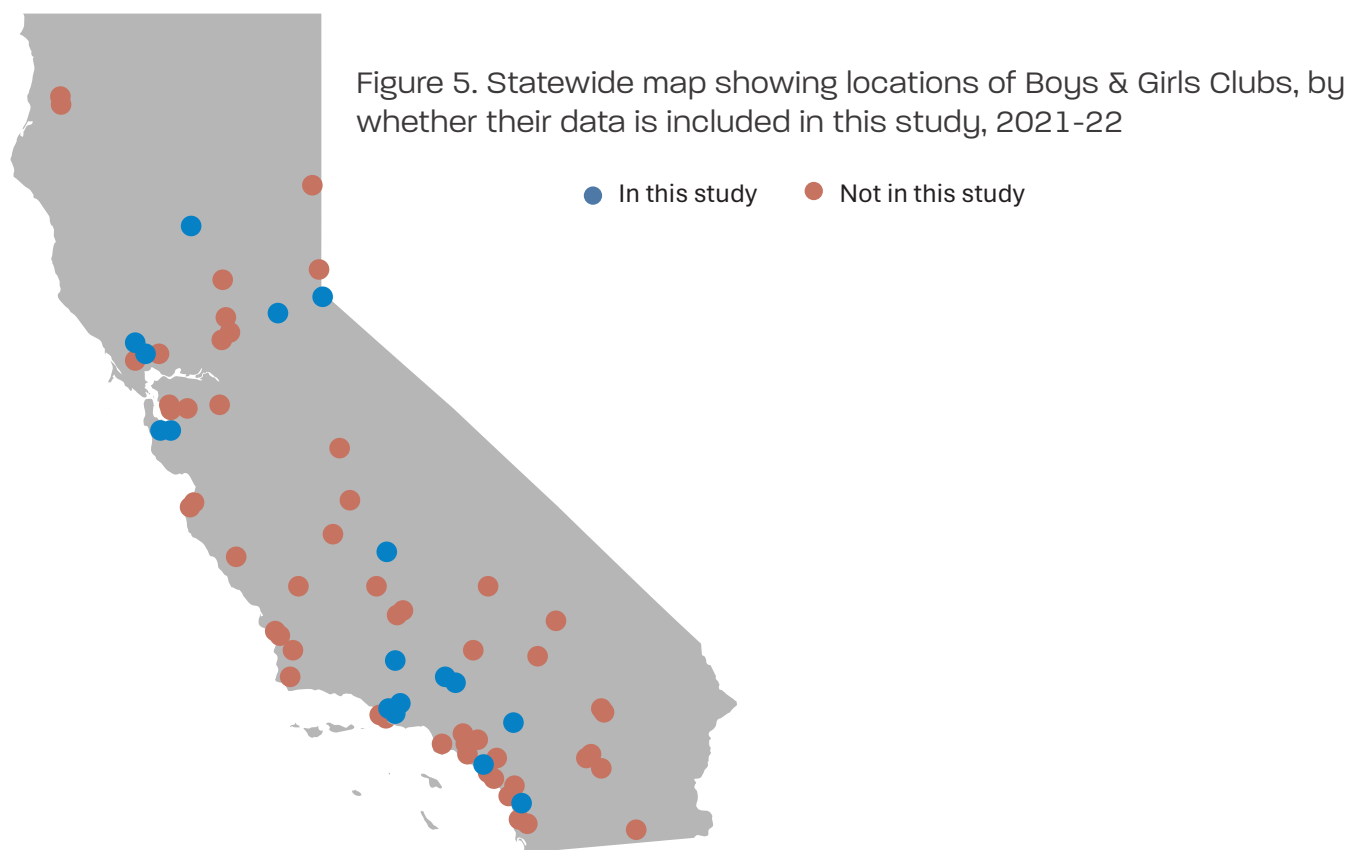 Figure 5. Statewide map showing locations of Boys & Girls Clubs, by
whether their data is included in this study, 2021-22
In this study
Not in this study